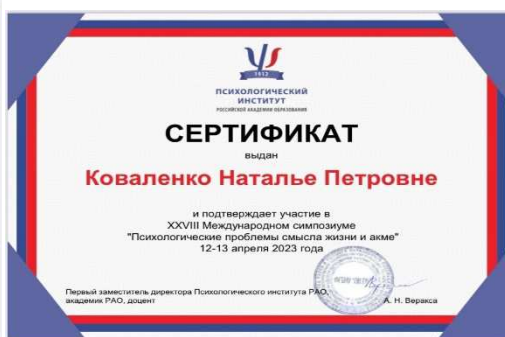 1912
ПСИХОЛОГИЧЕСКИЙ
ИНСТИТУТ
РОССИЙСКОЙ АКАДЕМИИ ОБРАЗОВАНИЯ
СЕРТИФИКАТ
выдан
Коваленко Наталье Петровне
и подтверждает участие в
XXVIII Международном симпозиуме
"Психологические проблемы смысла жизни и акме"
12-13 апреля 2023 года
Первый заместитель директора Психологического института РАО,
академик РАО, доцент
А. Н. Веракса